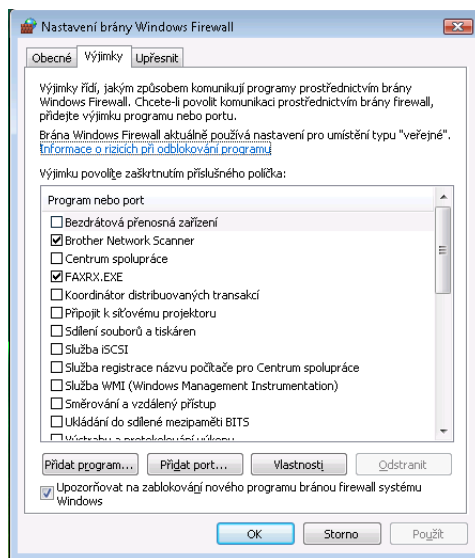 Nastavení brány Windows Firewall
Obecné Výjimky Upřesnit
Výjimky řídí, jakým způsobem komunikují programy prostřednictvím brány
Windows Firewall. Chcete-li povolit komunikaci prostřednictvím brány firewall,
přidejte výjimku programu nebo portu.
Brána Windows Firewall aktuálně používá nastavení pro umístění typu "veřejné".
Informace o rizicích při odblokování programu
Výjimku povolíte zaškrtnutím příslušného políčka:
Program nebo port
Bezdrátová přenosná zařízení
Brother Network Scanner
Centrum spolupráce
FAXRX.EXE
Koordinátor distribuovaných transakcí
Připojit k síťovému projektoru
Sdílení souborů a tiskáren
Služba iSCSI
Služba registrace názvu počítače pro Centrum spolupráce
Služba WMI (Windows Management Instrumentation)
Směrování a vzdálený přístup
Ukládání do sdílené mezipaměti BITS
Výstrahy a protokolování výkonu
Přidat program... Přidat port... Vlastnosti Odstranit
Upozorňovat na zablokování nového programu bránou firewall systému
Windows
OK Storno Použít